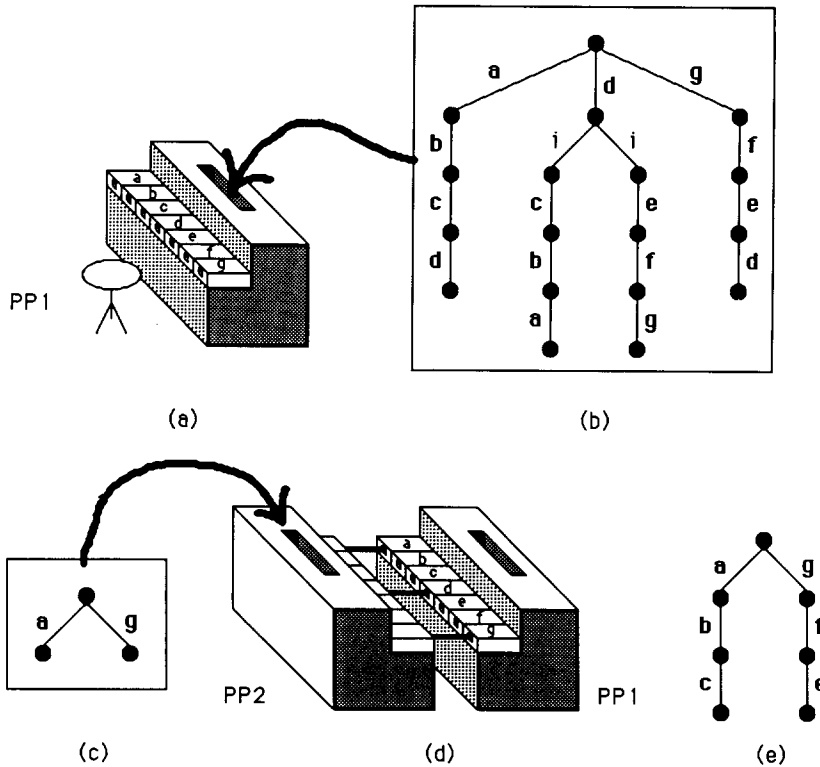 a d g
b i i f
c c e e
d b f d
a g
a
b
c
d
e
f
g
PP1
(a) (b)
a g
a
b
c
d
e
f
g
PP2 PP1
a g
b f
c e
(c) (d) (e)